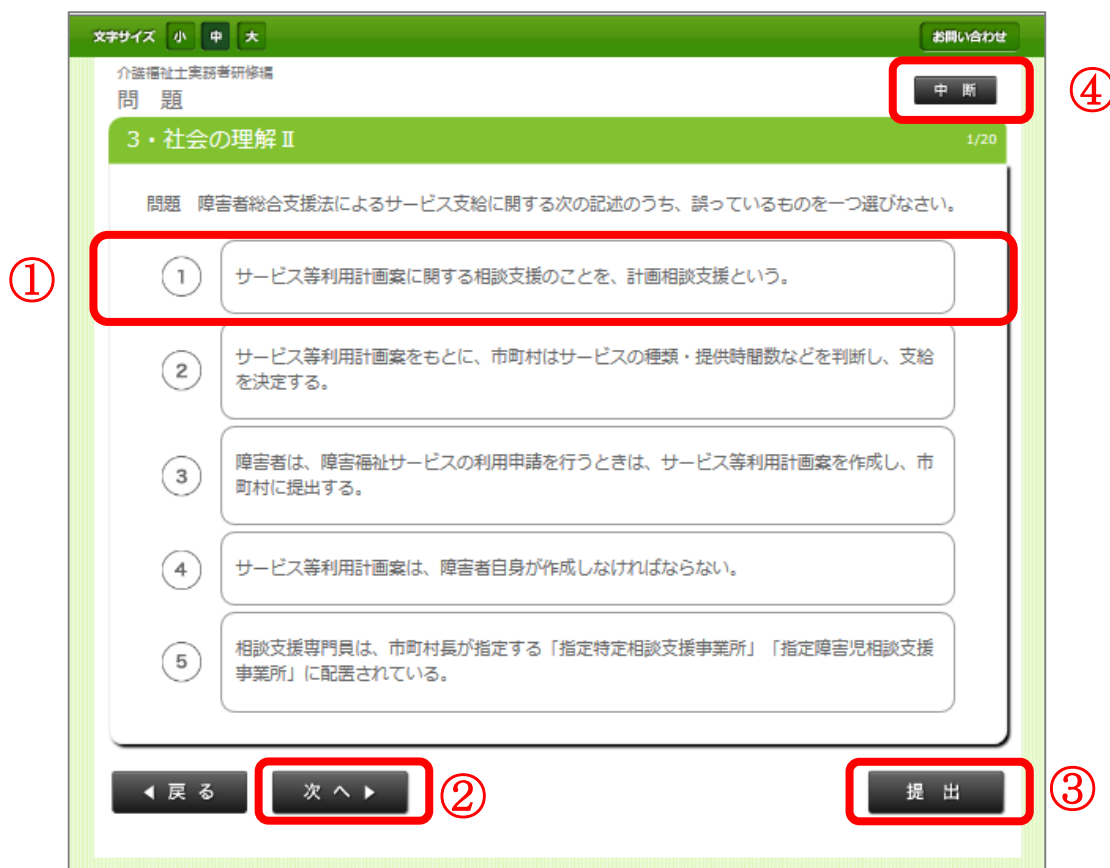 文字サイズ 小 中 大 お問い合わせ
介護福祉士実務者研修編
問 題
中 断
④
3・社会の理解Ⅱ 1/20
問題 障害者総合支援法によるサービス支給に関する次の記述のうち、誤っているものを一つ選びなさい。
①
1 サービス等利用計画案に関する相談支援のことを、計画相談支援という。
2 サービス等利用計画案をもとに、市町村はサービスの種類・提供時間数などを判断し、支給
を決定する。
3 障害者は、障害福祉サービスの利用申請を行うときは、サービス等利用計画案を作成し、市
町村に提出する。
4 サービス等利用計画案は、障害者自身が作成しなければならない。
5 相談支援専門員は、市町村長が指定する「指定特定相談支援事業所」「指定障害児相談支援
事業所」に配置されている。
◀ 戻 る 次 へ ▶ ② 提 出 ③